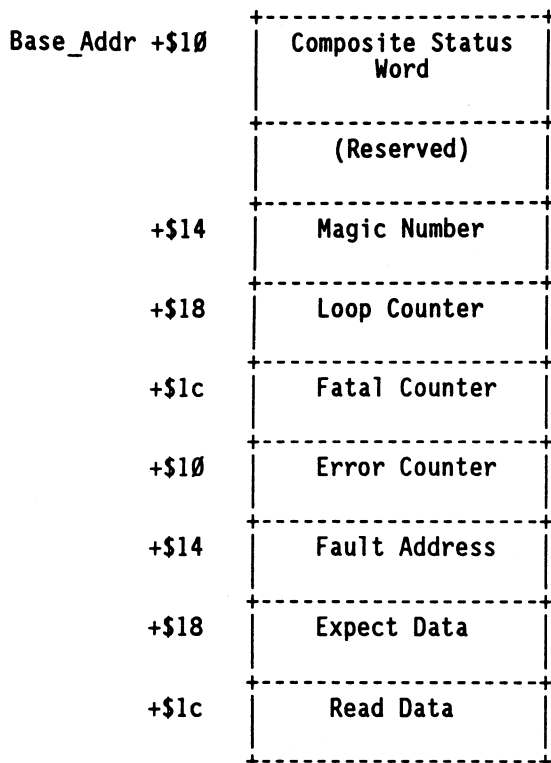 Base_Addr +$10 Composite Status
Word
(Reserved)
+$14 Magic Number
+$18 Loop Counter
+$1c Fatal Counter
+$10 Error Counter
+$14 Fault Address
+$18 Expect Data
+$1c Read Data